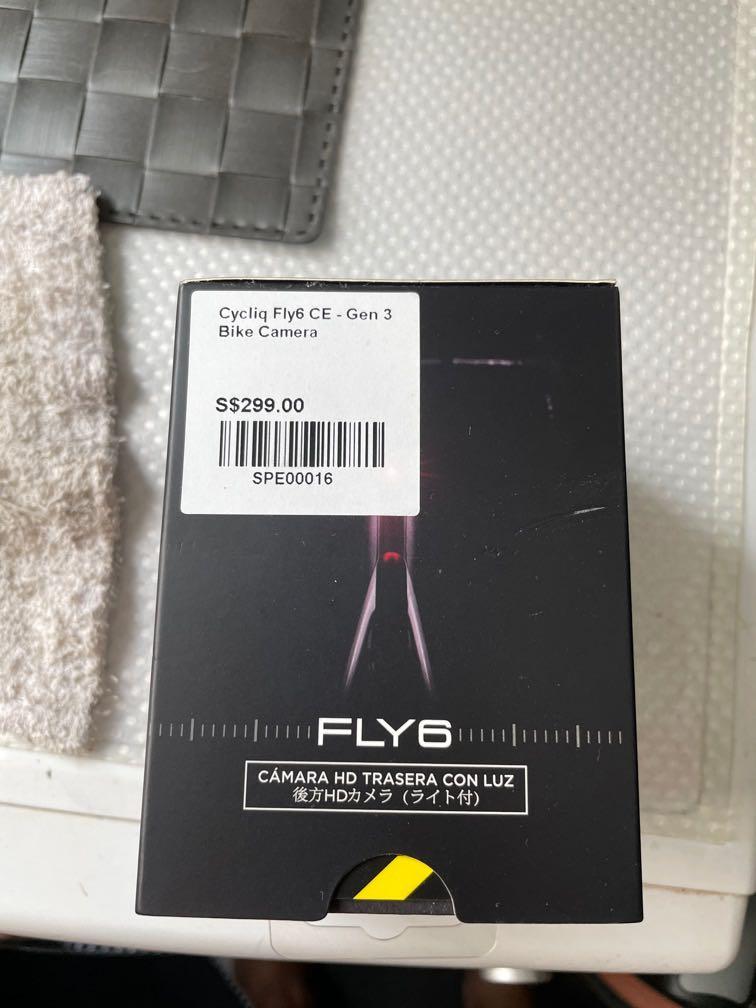 Cycliq Fly6 CE - Gen 3
Bike Camera
S$299.00
SPE00016
FLY6
CÁMARA HD TRASERA CON LUZ
後方HDカメラ (ライト付)